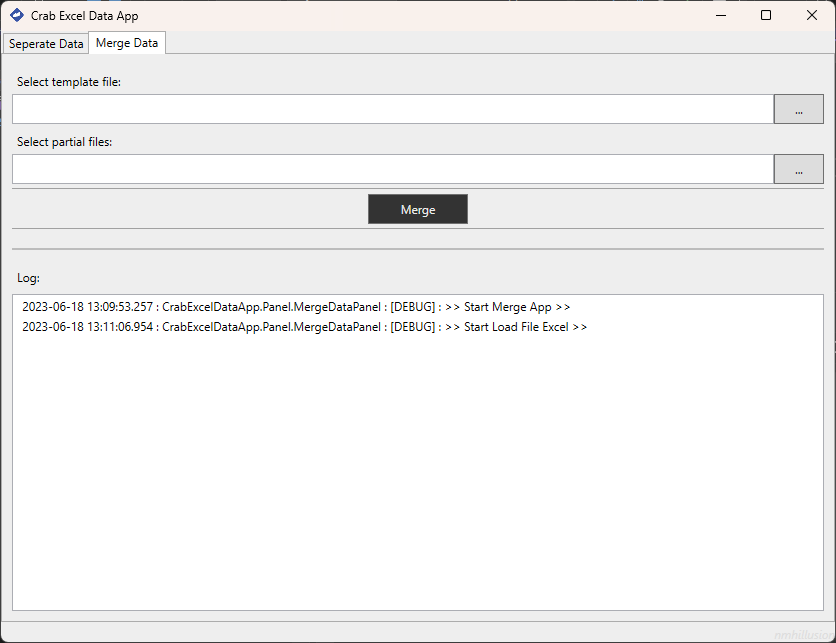 Crab Excel Data App
Seperate Data
Merge Data
Select template file:
...
Select partial files:
...
Merge
Log:
2023-06-18 13:09:53.257 : CrabExcelDataApp.Panel.MergeDataPanel : [DEBUG] : >> Start Merge App >>
2023-06-18 13:11:06.954 : CrabExcelDataApp.Panel.MergeDataPanel : [DEBUG] : >> Start Load File Excel >>